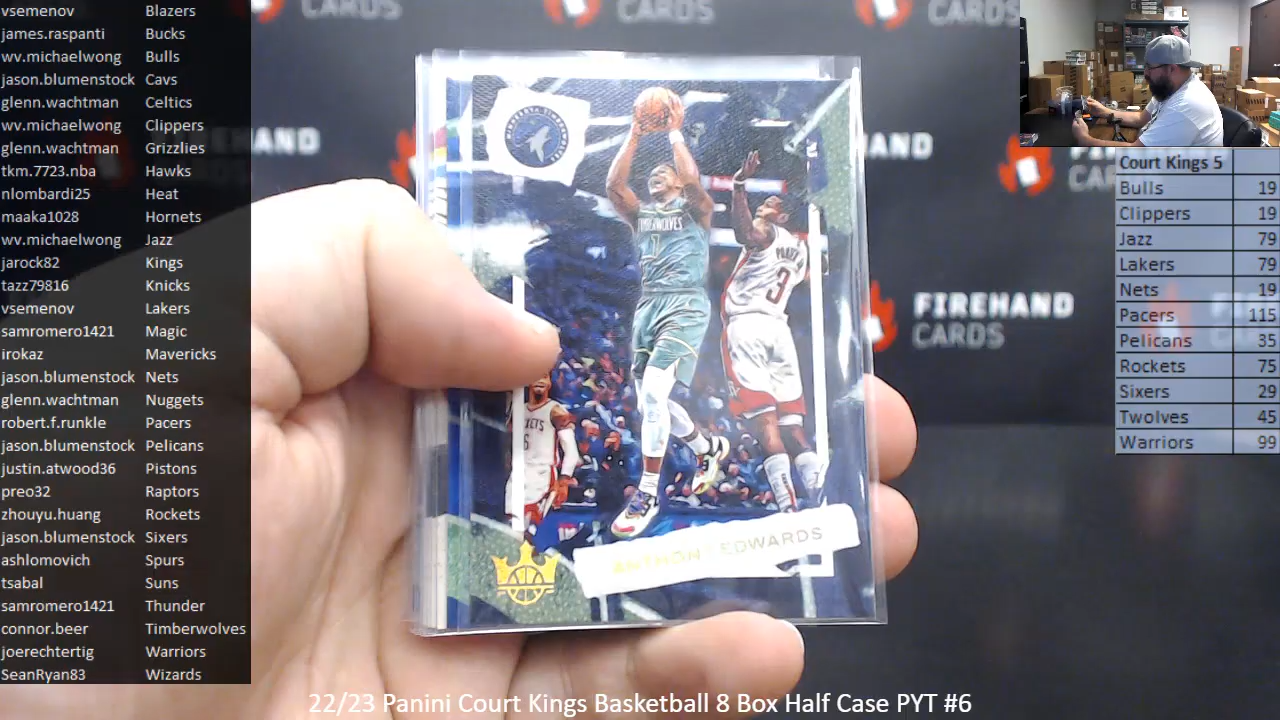 vsemenov Blazers
james.raspanti Bucks
wv.michaelwong Bulls
jason.blumenstock Cavs
glenn.wachtman Celtics
wv.michaelwong Clippers
glenn.wachtman Grizzlies
tkm.7723.nba Hawks
nlombardi25 Heat
maaka1028 Hornets
wv.michaelwong Jazz
jarock82 Kings
tazz79816 Knicks
vsemenov Lakers
samromero1421 Magic
irokaz Mavericks
jason.blumenstock Nets
glenn.wachtman Nuggets
robert.f.runkle Pacers
jason.blumenstock Pelicans
justin.atwood36 Pistons
preo32 Raptors
zhouyu.huang Rockets
jason.blumenstock Sixers
ashlomovich Spurs
tsabal Suns
samromero1421 Thunder
connor.beer Timberwolves
joerechtertig Warriors
SeanRyan83 Wizards
CARDS
CARDS
CARDS
FIREHAND
CARDS
TIMBERWOLVES
1
3
ANTHONY EDWARDS
Court Kings 5
Bulls 19
Clippers 19
Jazz 79
Lakers 79
Nets 19
Pacers 115
Pelicans 35
Rockets 75
Sixers 29
Twolves 45
Warriors 99
22/23 Panini Court Kings Basketball 8 Box Half Case PYT #6